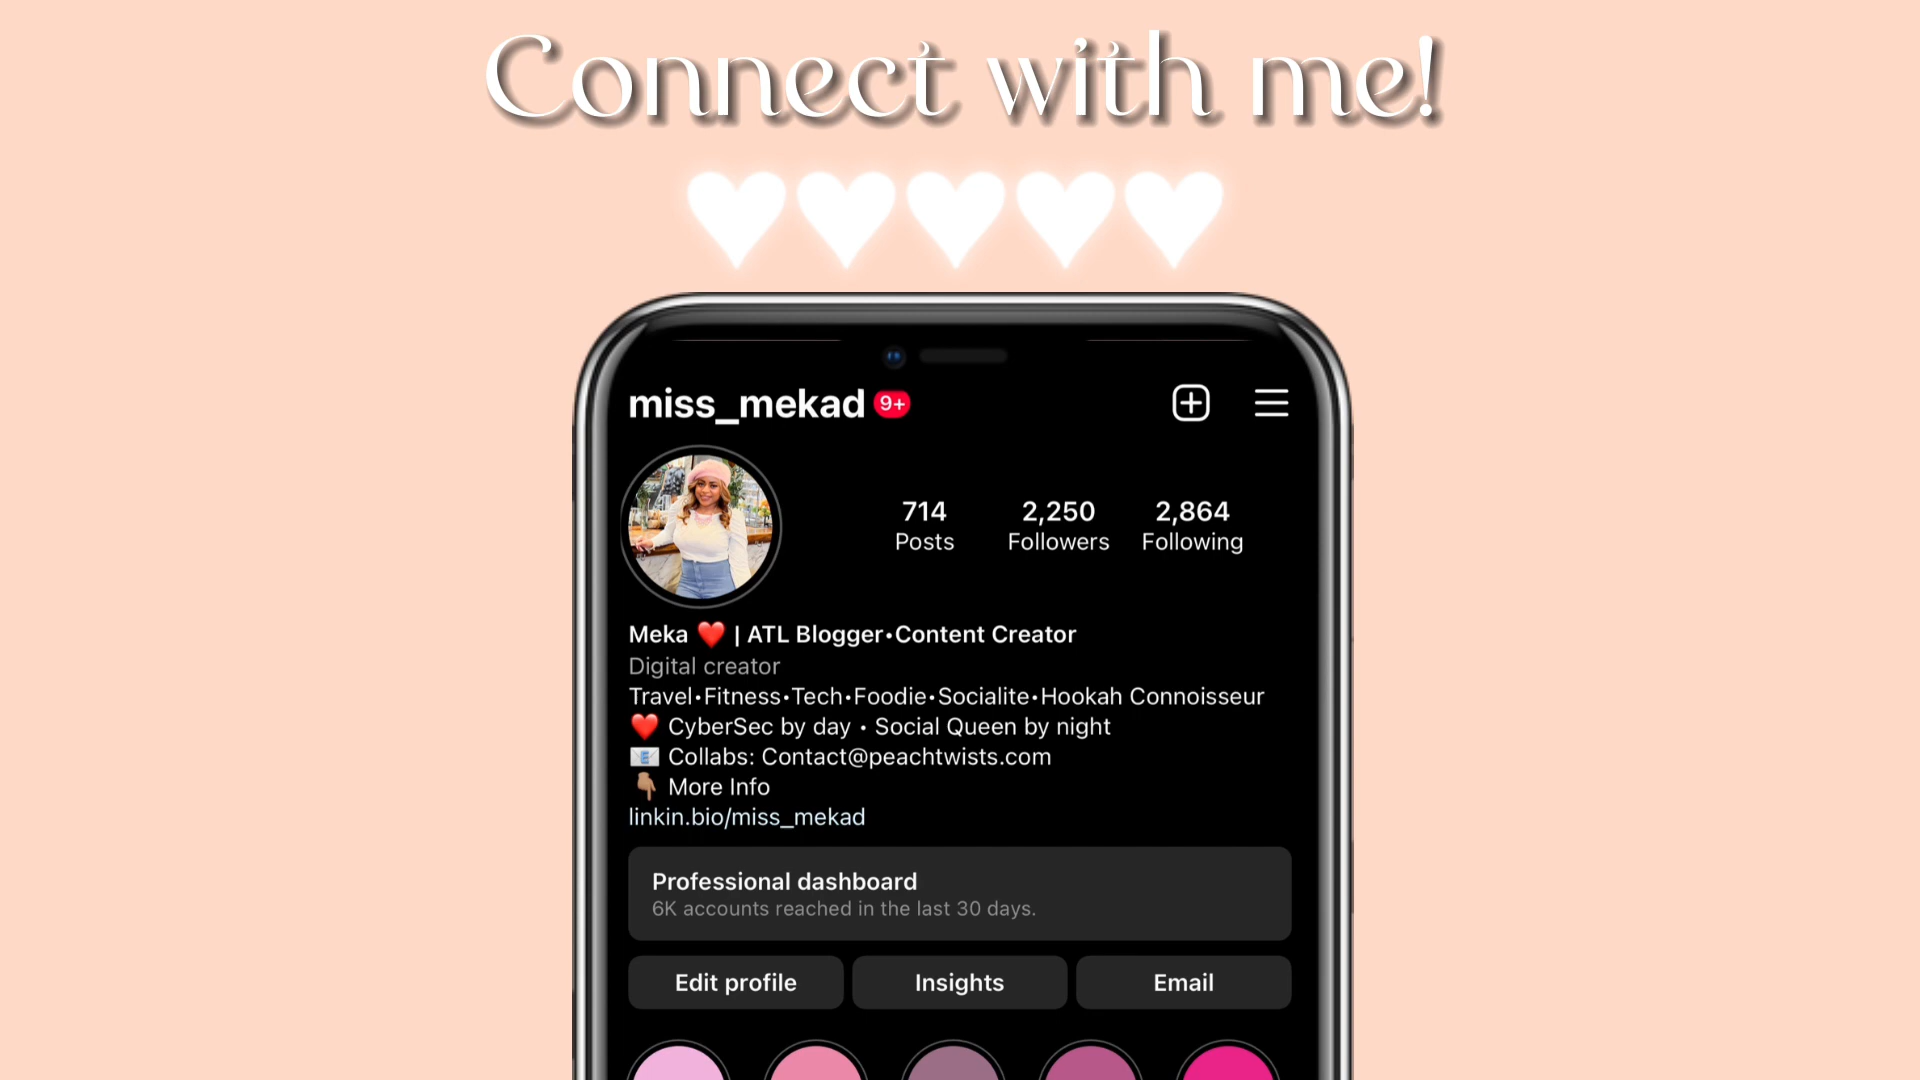 Connect with me!
miss_mekad 9+
714 2,250 2,864
Posts Followers Following
Meka ❤️ | ATL Blogger•Content Creator
Digital creator
Travel•Fitness•Tech•Foodie•Socialite•Hookah Connoisseur
❤️ CyberSec by day • Social Queen by night
📧 Collabs: Contact@peachtwists.com
👇🏽 More Info
linkin.bio/miss_mekad
Professional dashboard
6K accounts reached in the last 30 days.
Edit profile Insights Email